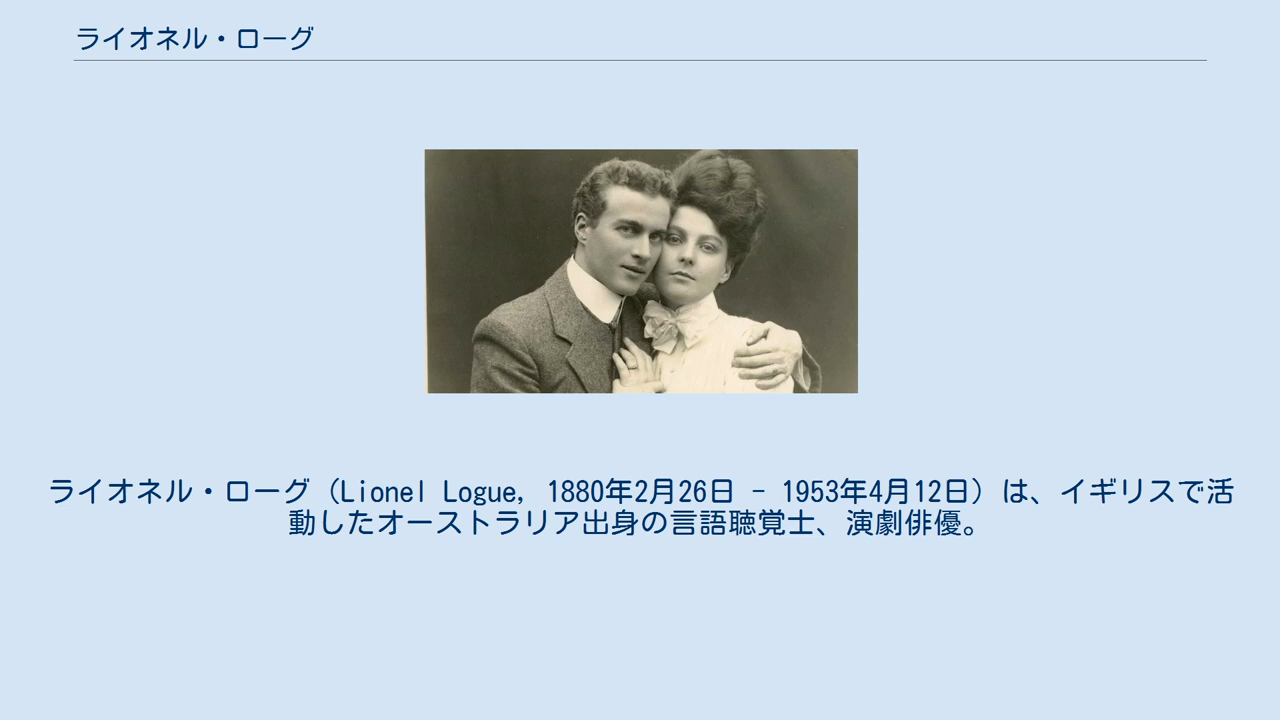 ライオネル・ローグ
ライオネル・ローグ（Lionel Logue, 1880年2月26日 - 1953年4月12日）は、イギリスで活
動したオーストラリア出身の言語聴覚士、演劇俳優。